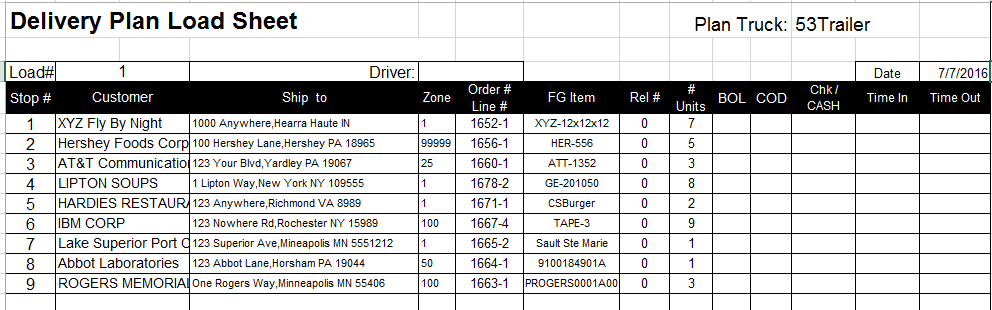 Delivery Plan Load Sheet Plan Truck: 53Trailer
Load# 1 Driver: Date 7/7/2016
Stop # Customer Ship to Zone Order # Line # FG Item Rel # # Units BOL COD Chk / CASH Time In Time Out
1 XYZ Fly By Night 1000 Anywhere,Hearra Haute IN 1 1652-1 XYZ-12x12x12 0 7
2 Hershey Foods Corp 100 Hershey Lane,Hershey PA 18965 99999 1656-1 HER-556 0 5
3 AT&T Communication 123 Your Blvd,Yardley PA 19067 25 1660-1 ATT-1352 0 3
4 LIPTON SOUPS 1 Lipton Way,New York NY 109555 1 1678-2 GE-201050 0 8
5 HARDIES RESTAURA 123 Anywhere,Richmond VA 8989 1 1671-1 CSBurger 0 2
6 IBM CORP 123 Nowhere Rd,Rochester NY 15989 100 1667-4 TAPE-3 0 9
7 Lake Superior Port C 123 Superior Ave,Mineapolis MN 5551212 1 1665-2 Sault Ste Marie 0 1
8 Abbot Laboratories 123 Abbot Lane,Horsham PA 19044 50 1664-1 9100184901A 0 1
9 ROGERS MEMORIAL One Rogers Way,Minneapolis MN 55406 100 1663-1 PROGERS0001A00 0 3